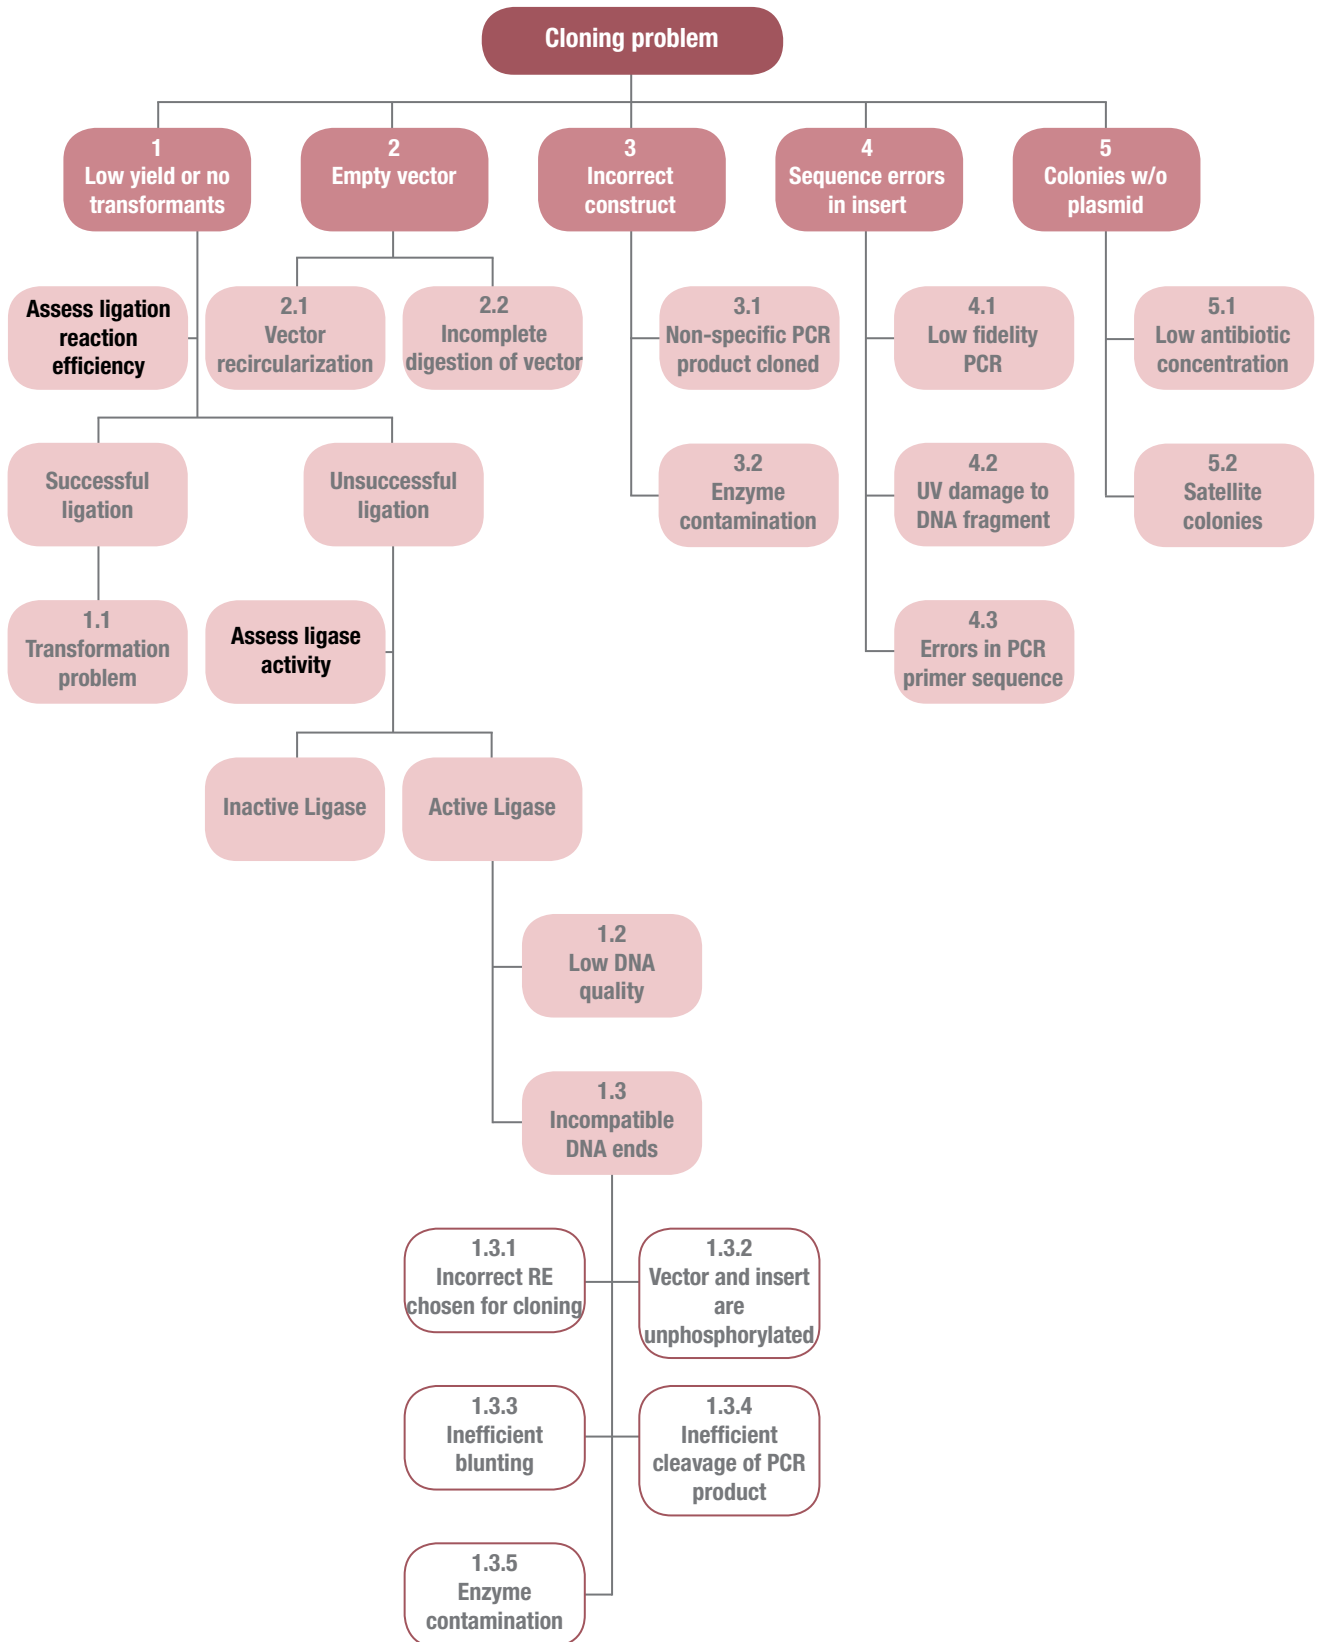 Cloning problem
1
Low yield or no
transformants
2
Empty vector
3
Incorrect
construct
4
Sequence errors
in insert
5
Colonies w/o
plasmid
Assess ligation
reaction
efficiency
2.1
Vector
recircularization
2.2
Incomplete
digestion of vector
3.1
Non-specific PCR
product cloned
4.1
Low fidelity
PCR
5.1
Low antibiotic
concentration
Successful
ligation
Unsuccessful
ligation
3.2
Enzyme
contamination
4.2
UV damage to
DNA fragment
5.2
Satellite
colonies
1.1
Transformation
problem
Assess ligase
activity
4.3
Errors in PCR
primer sequence
Inactive Ligase
Active Ligase
1.2
Low DNA
quality
1.3
Incompatible
DNA ends
1.3.1
Incorrect RE
chosen for cloning
1.3.2
Vector and insert
are
unphosphorylated
1.3.3
Inefficient
blunting
1.3.4
Inefficient
cleavage of PCR
product
1.3.5
Enzyme
contamination